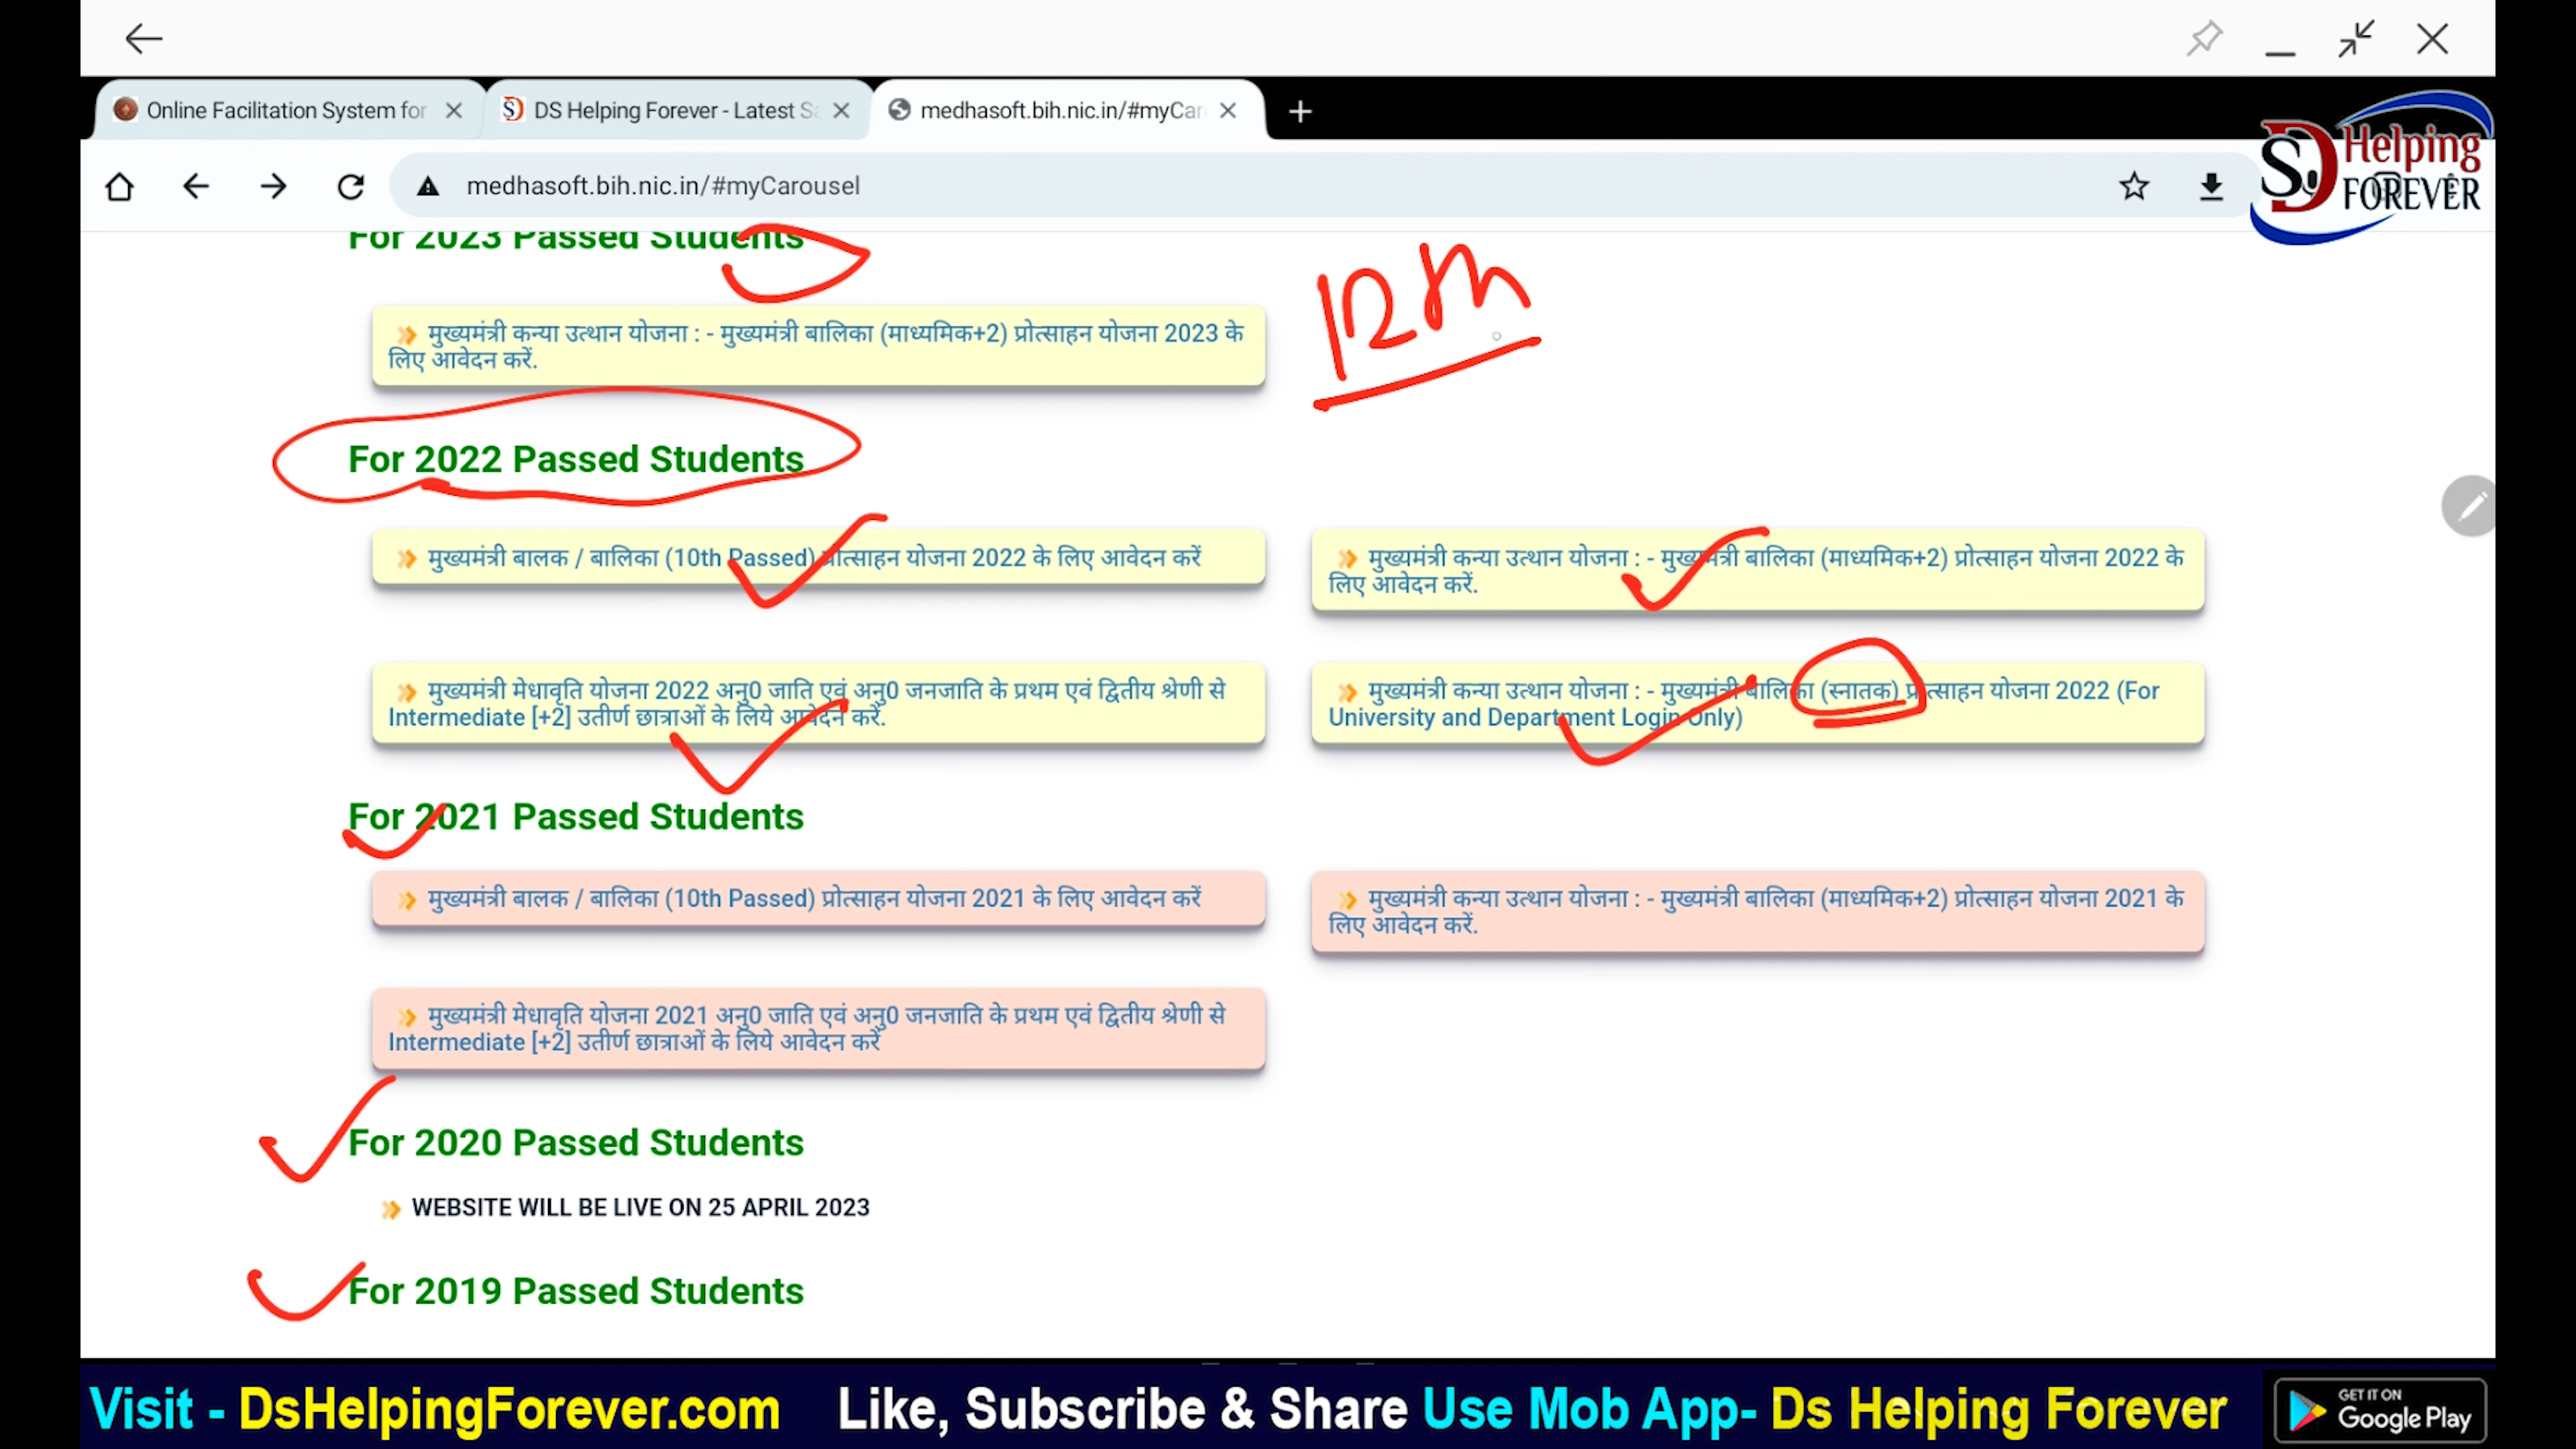 Online Facilitation System for
DS Helping Forever - Latest Sa
medhasoft.bih.nic.in/#myCar
SD Helping
FOREVER
medhasoft.bih.nic.in/#myCarousel
For 2023 Passed Students
12th
मुख्यमंत्री कन्या उत्थान योजना : - मुख्यमंत्री बालिका (माध्यमिक+2) प्रोत्साहन योजना 2023 के
लिए आवेदन करें.
For 2022 Passed Students
मुख्यमंत्री बालक / बालिका (10th Passed) प्रोत्साहन योजना 2022 के लिए आवेदन करें
मुख्यमंत्री कन्या उत्थान योजना : - मुख्यमंत्री बालिका (माध्यमिक+2) प्रोत्साहन योजना 2022 के
लिए आवेदन करें.
मुख्यमंत्री मेधावृति योजना 2022 अनु0 जाति एवं अनु0 जनजाति के प्रथम एवं द्वितीय श्रेणी से
Intermediate [+2] उतीर्ण छात्राओं के लिये आवेदन करें.
मुख्यमंत्री कन्या उत्थान योजना : - मुख्यमंत्री बालिका (स्नातक) प्रोत्साहन योजना 2022 (For
University and Department Login Only)
For 2021 Passed Students
मुख्यमंत्री बालक / बालिका (10th Passed) प्रोत्साहन योजना 2021 के लिए आवेदन करें
मुख्यमंत्री कन्या उत्थान योजना : - मुख्यमंत्री बालिका (माध्यमिक+2) प्रोत्साहन योजना 2021 के
लिए आवेदन करें.
मुख्यमंत्री मेधावृति योजना 2021 अनु0 जाति एवं अनु0 जनजाति के प्रथम एवं द्वितीय श्रेणी से
Intermediate [+2] उतीर्ण छात्राओं के लिये आवेदन करें
For 2020 Passed Students
WEBSITE WILL BE LIVE ON 25 APRIL 2023
For 2019 Passed Students
Visit - DsHelpingForever.com Like, Subscribe & Share Use Mob App- Ds Helping Forever
GET IT ON
Google Play